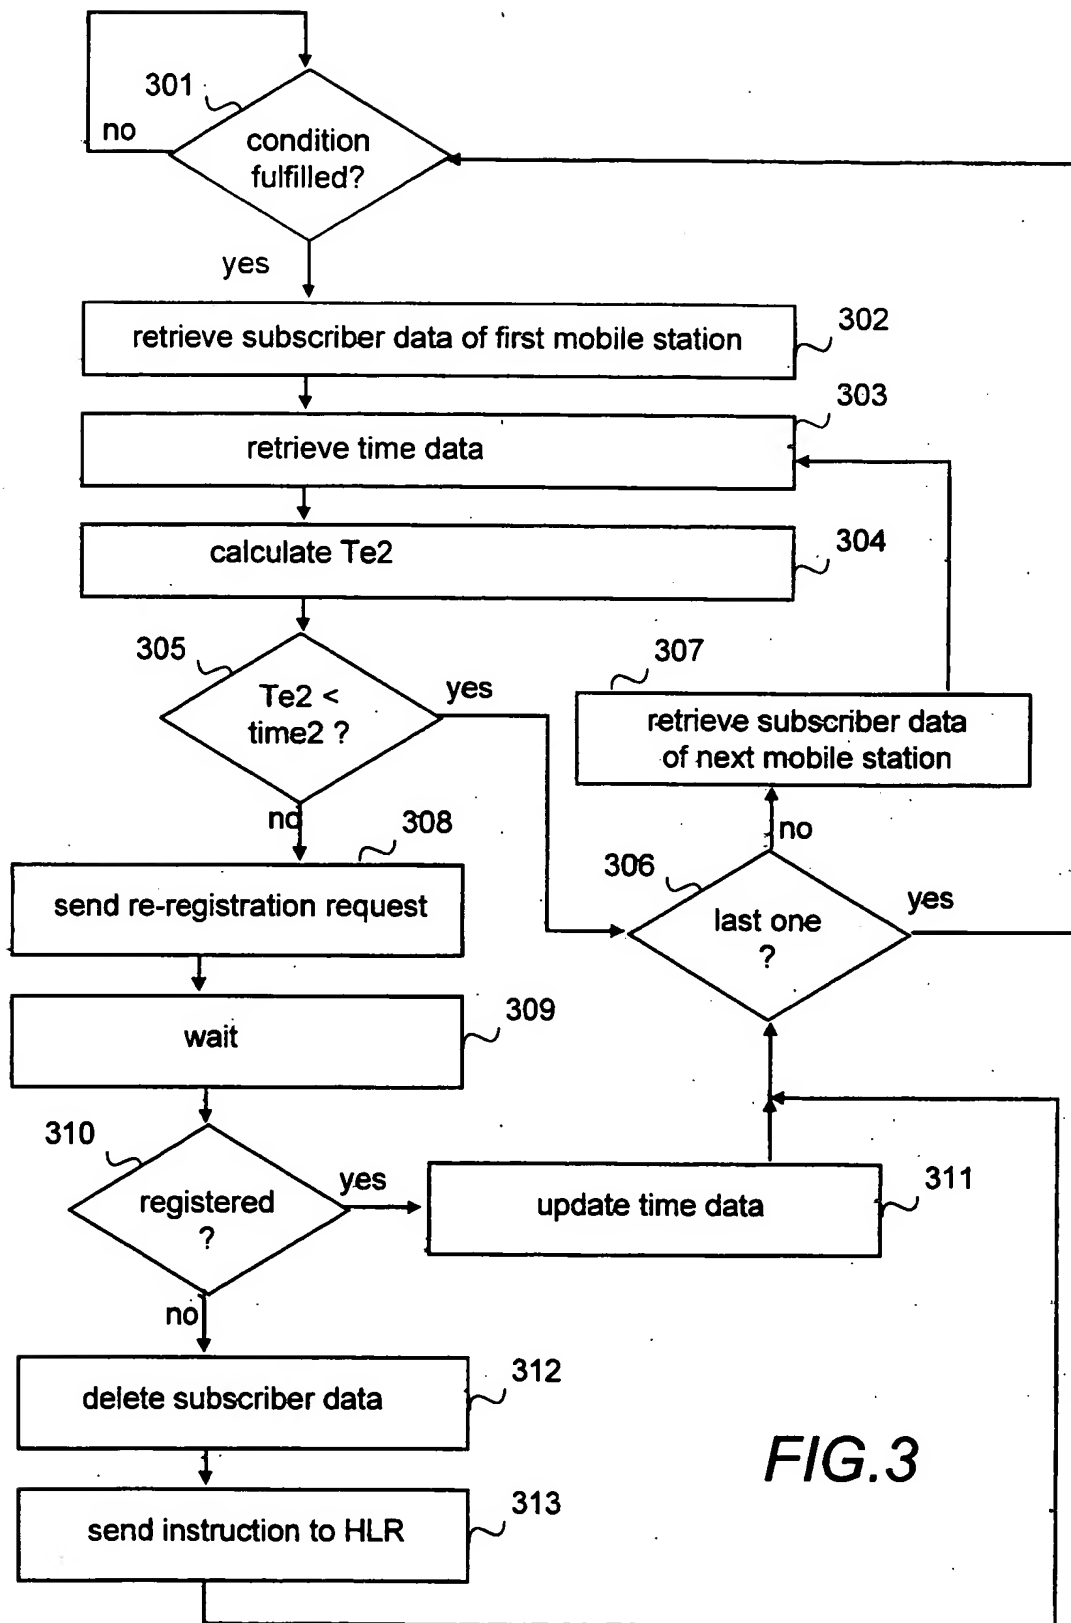 301
no
condition
fulfilled?
yes
retrieve subscriber data of first mobile station
302
303
retrieve time data
calculate Te2
304
305
Te2 <
time2 ?
yes
307
retrieve subscriber data
of next mobile station
no
308
no
send re-registration request
306
last one
?
yes
wait
309
310
registered
?
yes
update time data
311
no
312
delete subscriber data
FIG.3
313
send instruction to HLR